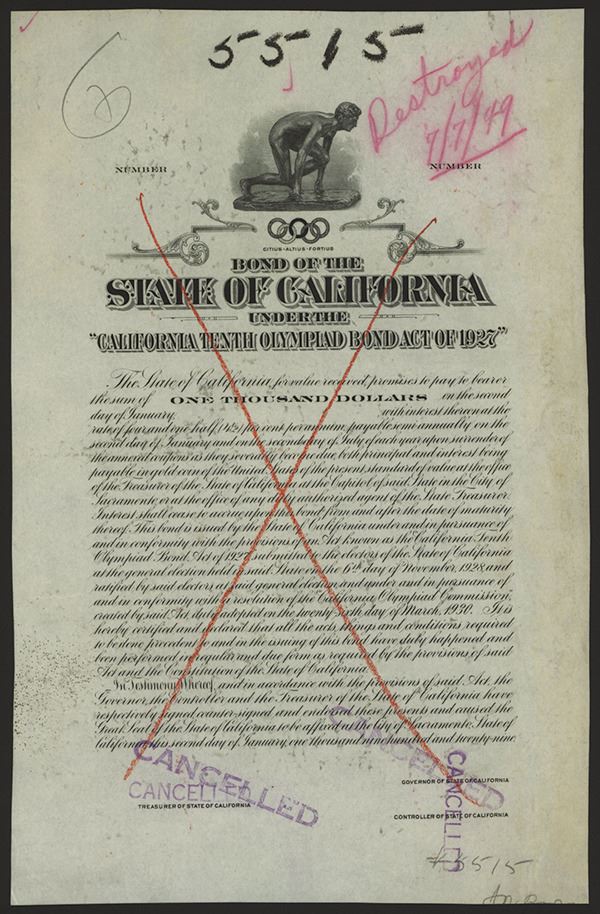 5515
Destroyed
7/7/49
NUMBER
NUMBER
CITIUS-ALTIUS-FORTIUS
BOND OF THE
STATE OF CALIFORNIA
UNDER THE
"CALIFORNIA TENTH OLYMPIAD BOND ACT OF 1927"
The State of California, for value received, promises to pay to bearer
the sum of ONE THOUSAND DOLLARS on the second
day of January, with interest thereon at the
rate of four and one half (4½) per cent per annum, payable semi-annually on the
second day of January and on the second day of July of each year upon surrender of
the annexed coupons as they severally become due, both principal and interest being
payable in gold coin of the United States of the present standard of value at the office
of the Treasurer of the State of California at the Capitol of said State in the City of
Sacramento, or at the office of any duly authorized agent of the State Treasurer.
Interest shall cease to accrue upon this bond from and after the date of maturity
thereof. This bond is issued by the State of California under and in pursuance of
and in conformity with the provisions of an Act known as the California Tenth
Olympiad Bond Act of 1927, submitted to the electors of the State of California
at the general election held in said State on the 6th day of November, 1928, and
ratified by said electors at said general election, and under and in pursuance of
and in conformity with a resolution of the California Olympiad Commission,
created by said Act, duly adopted on the twenty-sixth day of March, 1930. It is
hereby certified and declared that all the acts, things and conditions required
to be done precedent to and in the issuing of this bond have duly happened and
been performed in regular and due form as required by the provisions of said
Act and the Constitution of the State of California.
In Testimony Whereof, and in accordance with the provisions of said Act, the
Governor, the Controller and the Treasurer of the State of California have
respectively signed, counter-signed and endorsed these presents and caused the
Great Seal of the State of California to be affixed at the City of Sacramento, State of
California this second day of January, one thousand nine hundred and twenty-nine.
CANCELLED
CANCELLED
CANCELLED
CANCELLED
GOVERNOR OF STATE OF CALIFORNIA
TREASURER OF STATE OF CALIFORNIA
CONTROLLER OF STATE OF CALIFORNIA
#5515